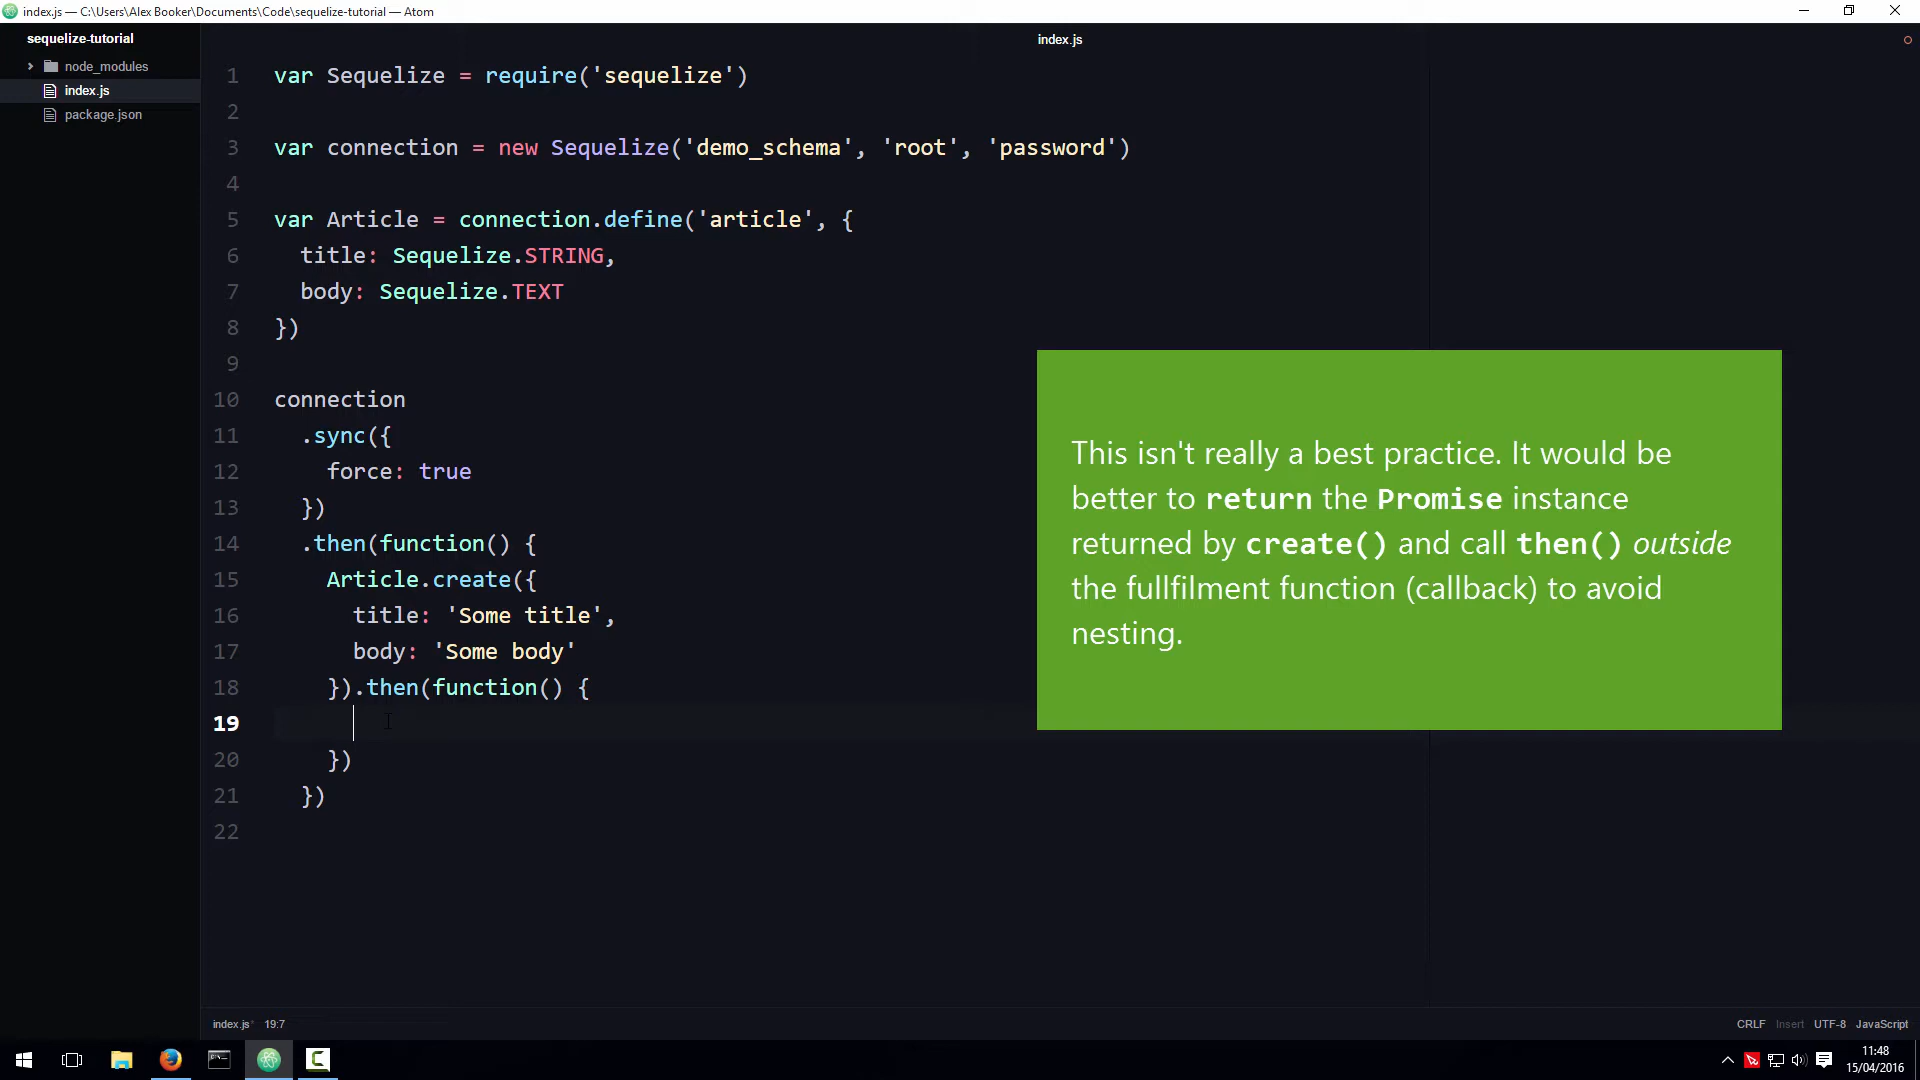 index.js — C:\Users\Alex Booker\Documents\Code\sequelize-tutorial — Atom
sequelize-tutorial
node_modules
index.js
package.json
index.js
1 var Sequelize = require('sequelize')
2
3 var connection = new Sequelize('demo_schema', 'root', 'password')
4
5 var Article = connection.define('article', {
6 title: Sequelize.STRING,
7 body: Sequelize.TEXT
8 })
9
10 connection
11 .sync({
12 force: true
13 })
14 .then(function() {
15 Article.create({
16 title: 'Some title',
17 body: 'Some body'
18 }).then(function() {
19
20 })
21 })
22
This isn't really a best practice. It would be
better to return the Promise instance
returned by create() and call then() outside
the fullfilment function (callback) to avoid
nesting.
index.js* 19:7
CRLF Insert UTF-8 JavaScript
11:48
15/04/2016